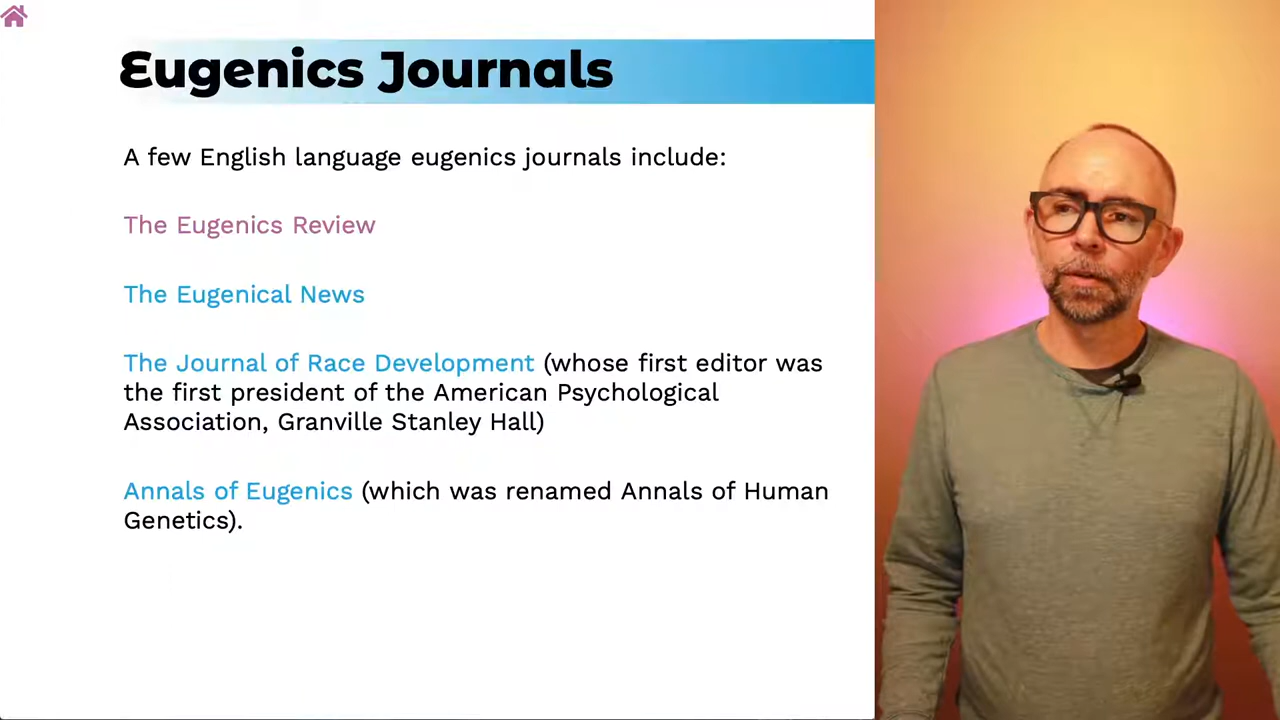 Eugenics Journals
A few English language eugenics journals include:
The Eugenics Review
The Eugenical News
The Journal of Race Development (whose first editor was
the first president of the American Psychological
Association, Granville Stanley Hall)
Annals of Eugenics (which was renamed Annals of Human
Genetics).